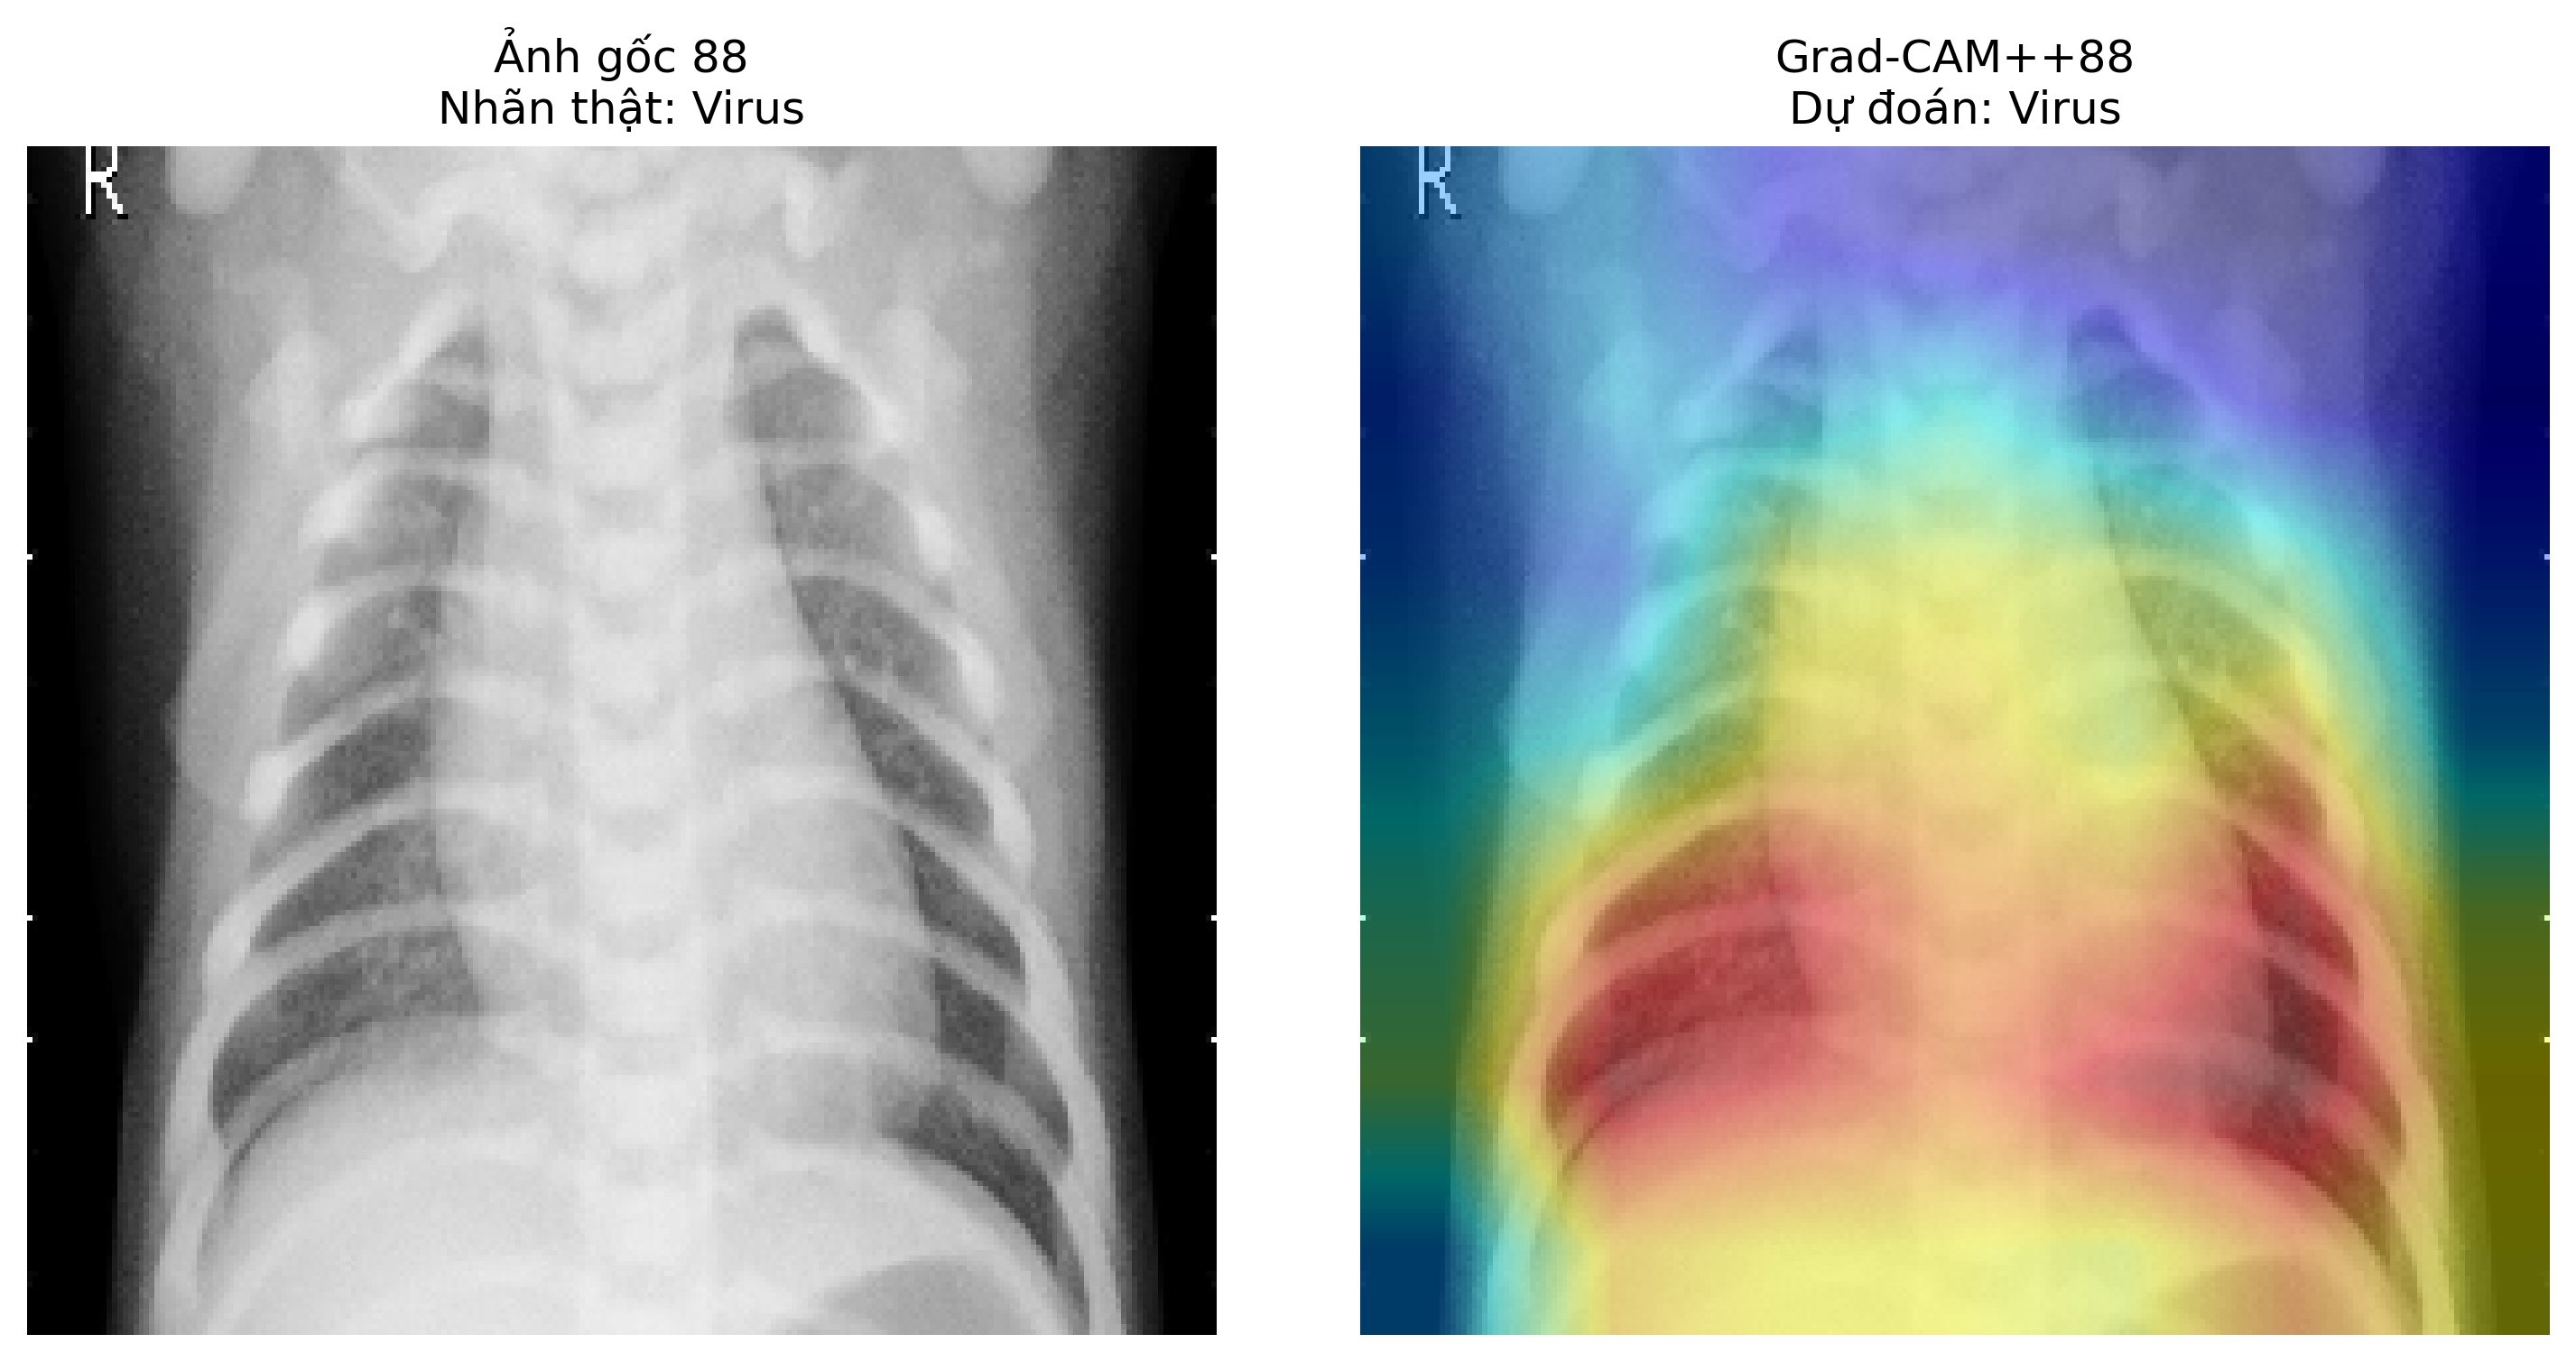 Ảnh gốc 88
Nhãn thật: Virus
R
Grad-CAM++88
Dự đoán: Virus
R